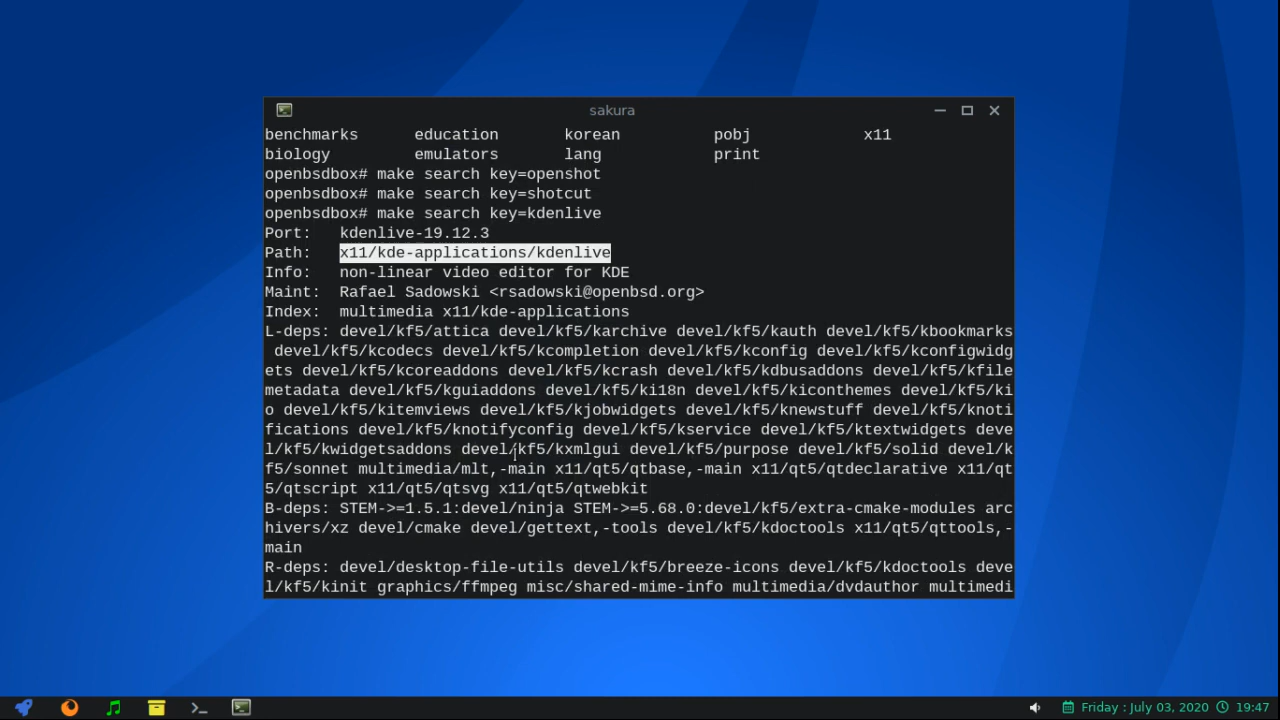 sakura
benchmarks education korean pobj x11
biology emulators lang print
openbsdbox# make search key=openshot
openbsdbox# make search key=shotcut
openbsdbox# make search key=kdenlive
Port: kdenlive-19.12.3
Path: x11/kde-applications/kdenlive
Info: non-linear video editor for KDE
Maint: Rafael Sadowski <rsadowski@openbsd.org>
Index: multimedia x11/kde-applications
L-deps: devel/kf5/attica devel/kf5/karchive devel/kf5/kauth devel/kf5/kbookmarks
devel/kf5/kcodecs devel/kf5/kcompletion devel/kf5/kconfig devel/kf5/kconfigwidg
ets devel/kf5/kcoreaddons devel/kf5/kcrash devel/kf5/kdbusaddons devel/kf5/kfile
metadata devel/kf5/kguiaddons devel/kf5/ki18n devel/kf5/kiconthemes devel/kf5/ki
o devel/kf5/kitemviews devel/kf5/kjobwidgets devel/kf5/knewstuff devel/kf5/knoti
fications devel/kf5/knotifyconfig devel/kf5/kservice devel/kf5/ktextwidgets deve
l/kf5/kwidgetsaddons devel/kf5/kxmlgui devel/kf5/purpose devel/kf5/solid devel/k
f5/sonnet multimedia/mlt,-main x11/qt5/qtbase,-main x11/qt5/qtdeclarative x11/qt
5/qtscript x11/qt5/qtsvg x11/qt5/qtwebkit
B-deps: STEM->=1.5.1:devel/ninja STEM->=5.68.0:devel/kf5/extra-cmake-modules arc
hivers/xz devel/cmake devel/gettext,-tools devel/kf5/kdoctools x11/qt5/qttools,-
main
R-deps: devel/desktop-file-utils devel/kf5/breeze-icons devel/kf5/kdoctools deve
l/kf5/kinit graphics/ffmpeg misc/shared-mime-info multimedia/dvdauthor multimedi
Friday : July 03, 2020 19:47